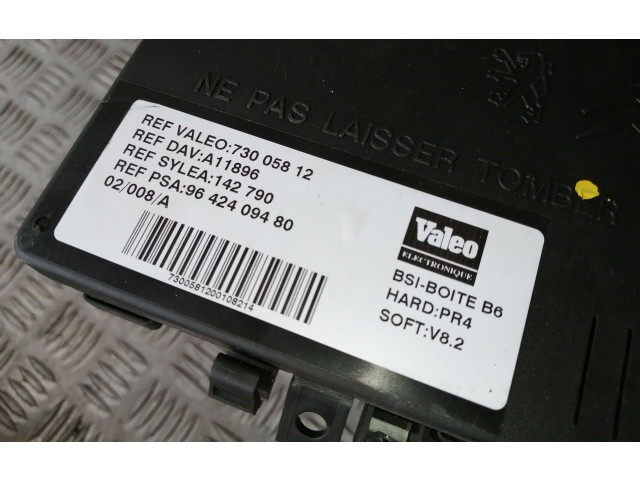 NE PAS LAISSER TOMBER
REF VALEO:730 058 12
REF DAV:A11896
REF SYLEA:142 790
REF PSA:96 424 094 80
02/008/A
7300581200108214
Valeo
ELECTRONIQUE
BSI-BOITE B6
HARD:PR4
SOFT:V8.2